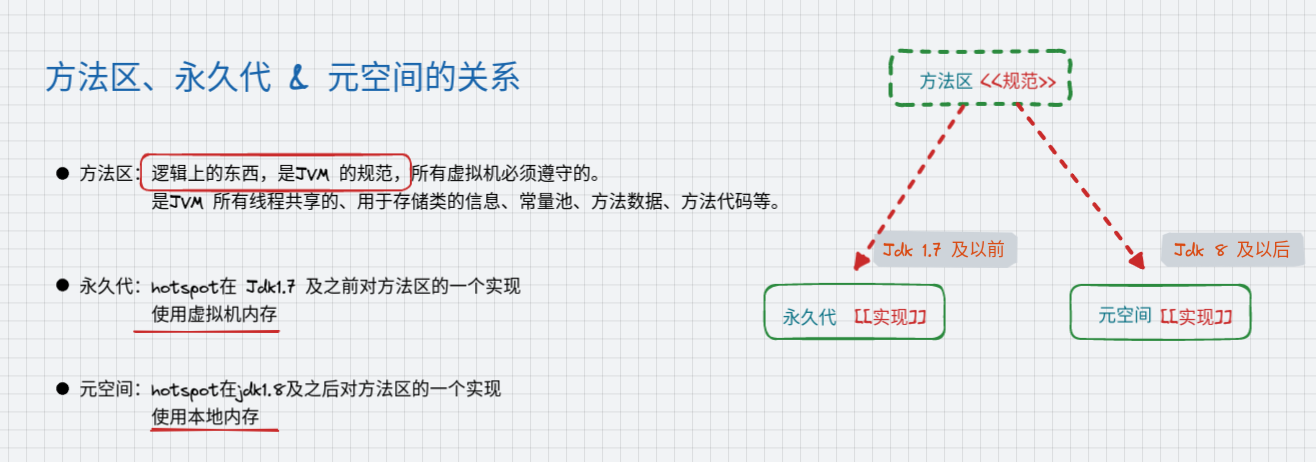 方法区、永久代 & 元空间的关系
方法区：逻辑上的东西，是JVM 的规范，所有虚拟机必须遵守的。
是JVM 所有线程共享的、用于存储类的信息、常量池、方法数据、方法代码等。
永久代：hotspot在 Jdk1.7 及之前对方法区的一个实现
使用虚拟机内存
元空间：hotspot在jdk1.8及之后对方法区的一个实现
使用本地内存
方法区 <<规范>>
Jdk 1.7 及以前
Jdk 8 及以后
永久代 [[实现]]
元空间 [[实现]]